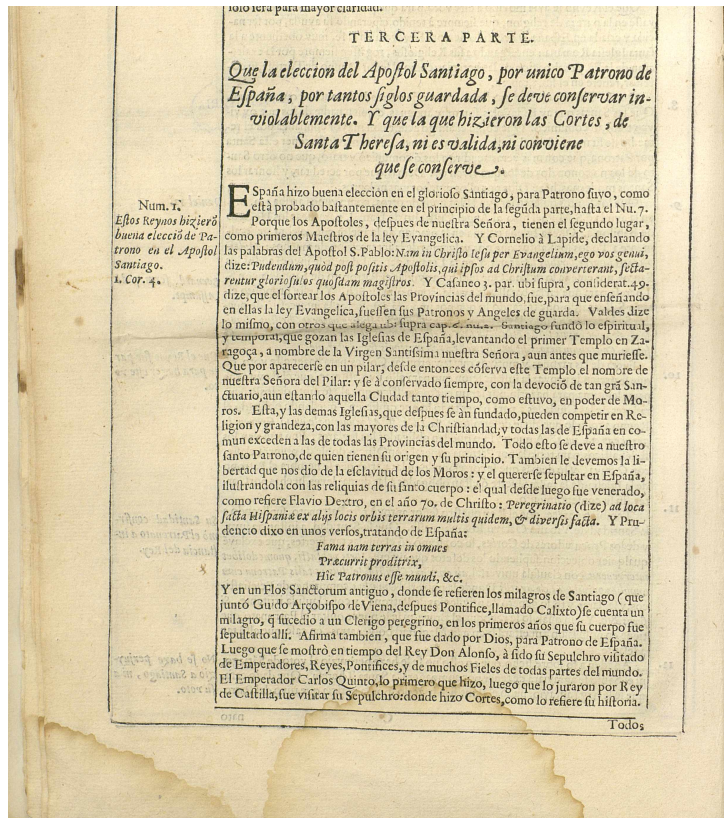 solo sera para mayor claridad.
TERCERA PARTE.
Que la eleccion del Apostol Santiago, por unico Patrono de
España, por tantos siglos guardada, se deve conservar in-
violablemente. Y que la que hizieron las Cortes, de
Santa Theresa, ni es valida, ni conviene
que se conserve.
Num. 1.
Estos Reynos hizierõ
buena elecciõ de Pa-
trono en el Apostol
Santiago.
1. Cor. 4.
España hizo buena eleccion en el glorioso Santiago, para Patrono suyo, como
està probado bastantemente en el principio de la segũda parte, hasta el Nu. 7.
Porque los Apostoles, despues de nuestra Señora, tienen el segundo lugar,
como primeros Maestros de la ley Evangelica. Y Cornelio à Lapide, declarando
las palabras del Apostol S. Pablo: Nam in Christo Iesu per Evangelium, ego vos genui,
dize: Pudendum, quòd post positis Apostolis, qui ipsos ad Christum converterant, secta-
rentur gloriosulos quosdam magistros. Y Casaneo 3. par. ubi supra, considerat. 49.
dize, que el sortear los Apostoles las Provincias del mundo, fue, para que enseñando
en ellas la ley Evangelica, fuessen sus Patronos y Angeles de guarda. Valdes dize
lo mismo, con otros que alega ubi supra cap. 6. nu. 2. Santiago fundò lo espiritual,
y temporal, que gozan las Iglesias de España, levantando el primer Templo en Za-
ragoça, a nombre de la Virgen Santissima nuestra Señora, aun antes que muriesse.
Que por aparecerse en un pilar, desde entonces cõserva este Templo el nombre de
nuestra Señora del Pilar: y se à conservado siempre, con la devociõ de tan grã San-
ctuario, aun estando aquella Ciudad tanto tiempo, como estuvo, en poder de Mo-
ros. Esta, y las demas Iglesias, que despues se àn fundado, pueden competir en Re-
ligion y grandeza, con las mayores de la Christiandad, y todas las de España en co-
mun exceden a las de todas las Provincias del mundo. Todo esto se deve a nuestro
santo Patrono, de quien tienen su origen y su principio. Tambien le devemos la li-
bertad que nos dio de la esclavitud de los Moros: y el quererse sepultar en España,
ilustrandola con las reliquias de su santo cuerpo: el qual desde luego fue venerado,
como refiere Flavio Dextro, en el año 70. de Christo: Peregrinatio (dize) ad loca
sacta Hispaniæ ex alijs locis orbis terrarum multis quidem, & diversis facta. Y Pru-
dencio dixo en unos versos, tratando de España:
Fama nam terras in omnes
Præcurrit proditrix,
Hic Patronus esse mundi, &c.
Y en un Flos Sanctorum antiguo, donde se refieren los milagros de Santiago (que
juntó Guido Arçobispo de Viena, despues Pontifice, llamado Calixto) se cuenta un
milagro, q̃ sucedio a un Clerigo peregrino, en los primeros años que su cuerpo fue
sepultado alli. Afirma tambien, que fue dado por Dios, para Patrono de España.
Luego que se mostrò en tiempo del Rey Don Alonso, à sido su Sepulchro visitado
de Emperadores, Reyes, Pontifices, y de muchos Fieles de todas partes del mundo.
El Emperador Carlos Quinto, lo primero que hizo, luego que lo juraron por Rey
de Castilla, fue visitar su Sepulchro: donde hizo Cortes, como lo refiere su historia.
Todos